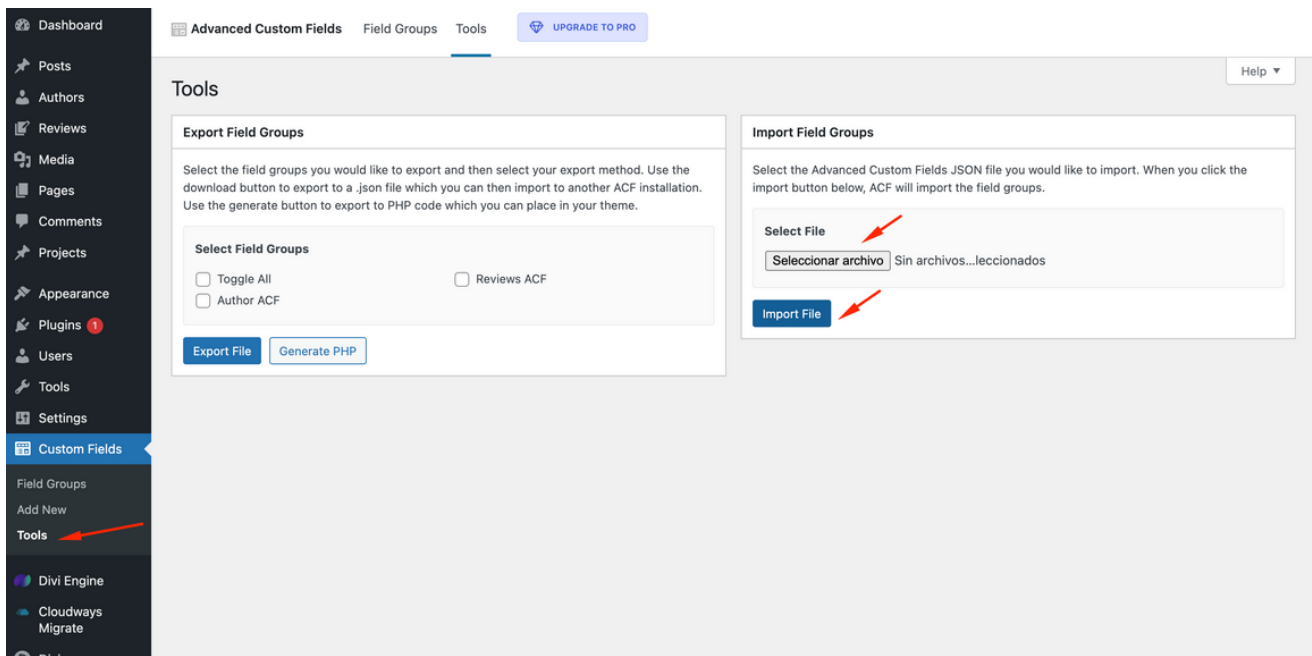 Dashboard
Posts
Authors
Reviews
Media
Pages
Comments
Projects
Appearance
Plugins 1
Users
Tools
Settings
Custom Fields
Field Groups
Add New
Tools
Divi Engine
Cloudways
Migrate
Advanced Custom Fields Field Groups Tools UPGRADE TO PRO
Help
Tools
Export Field Groups
Select the field groups you would like to export and then select your export method. Use the
download button to export to a .json file which you can then import to another ACF installation.
Use the generate button to export to PHP code which you can place in your theme.
Select Field Groups
Toggle All
Reviews ACF
Author ACF
Export File Generate PHP
Import Field Groups
Select the Advanced Custom Fields JSON file you would like to import. When you click the
import button below, ACF will import the field groups.
Select File
Seleccionar archivo Sin archivos...leccionados
Import File